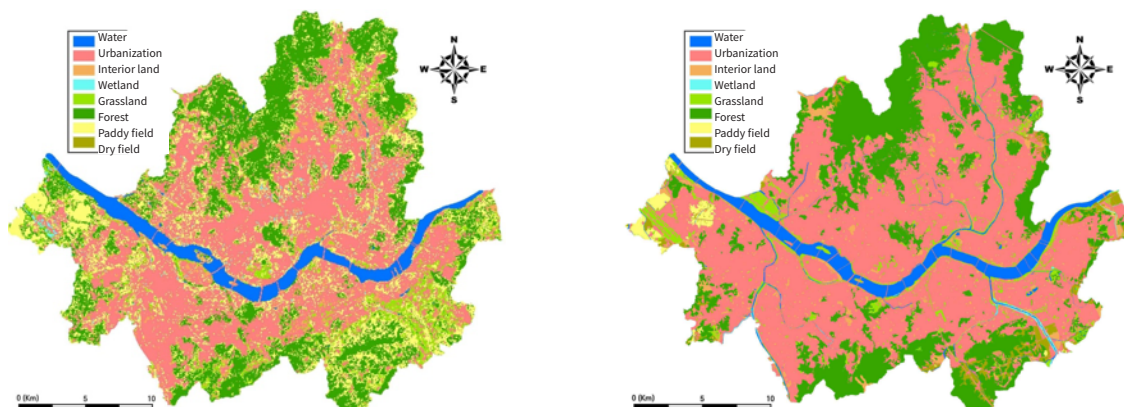 Water
Urbanization
Interior land
Wetland
Grassland
Forest
Paddy field
Dry field
N
W E
S
0 (Km) 5 10
Water
Urbanization
Interior land
Wetland
Grassland
Forest
Paddy field
Dry field
N
W E
S
0 (Km) 5 10